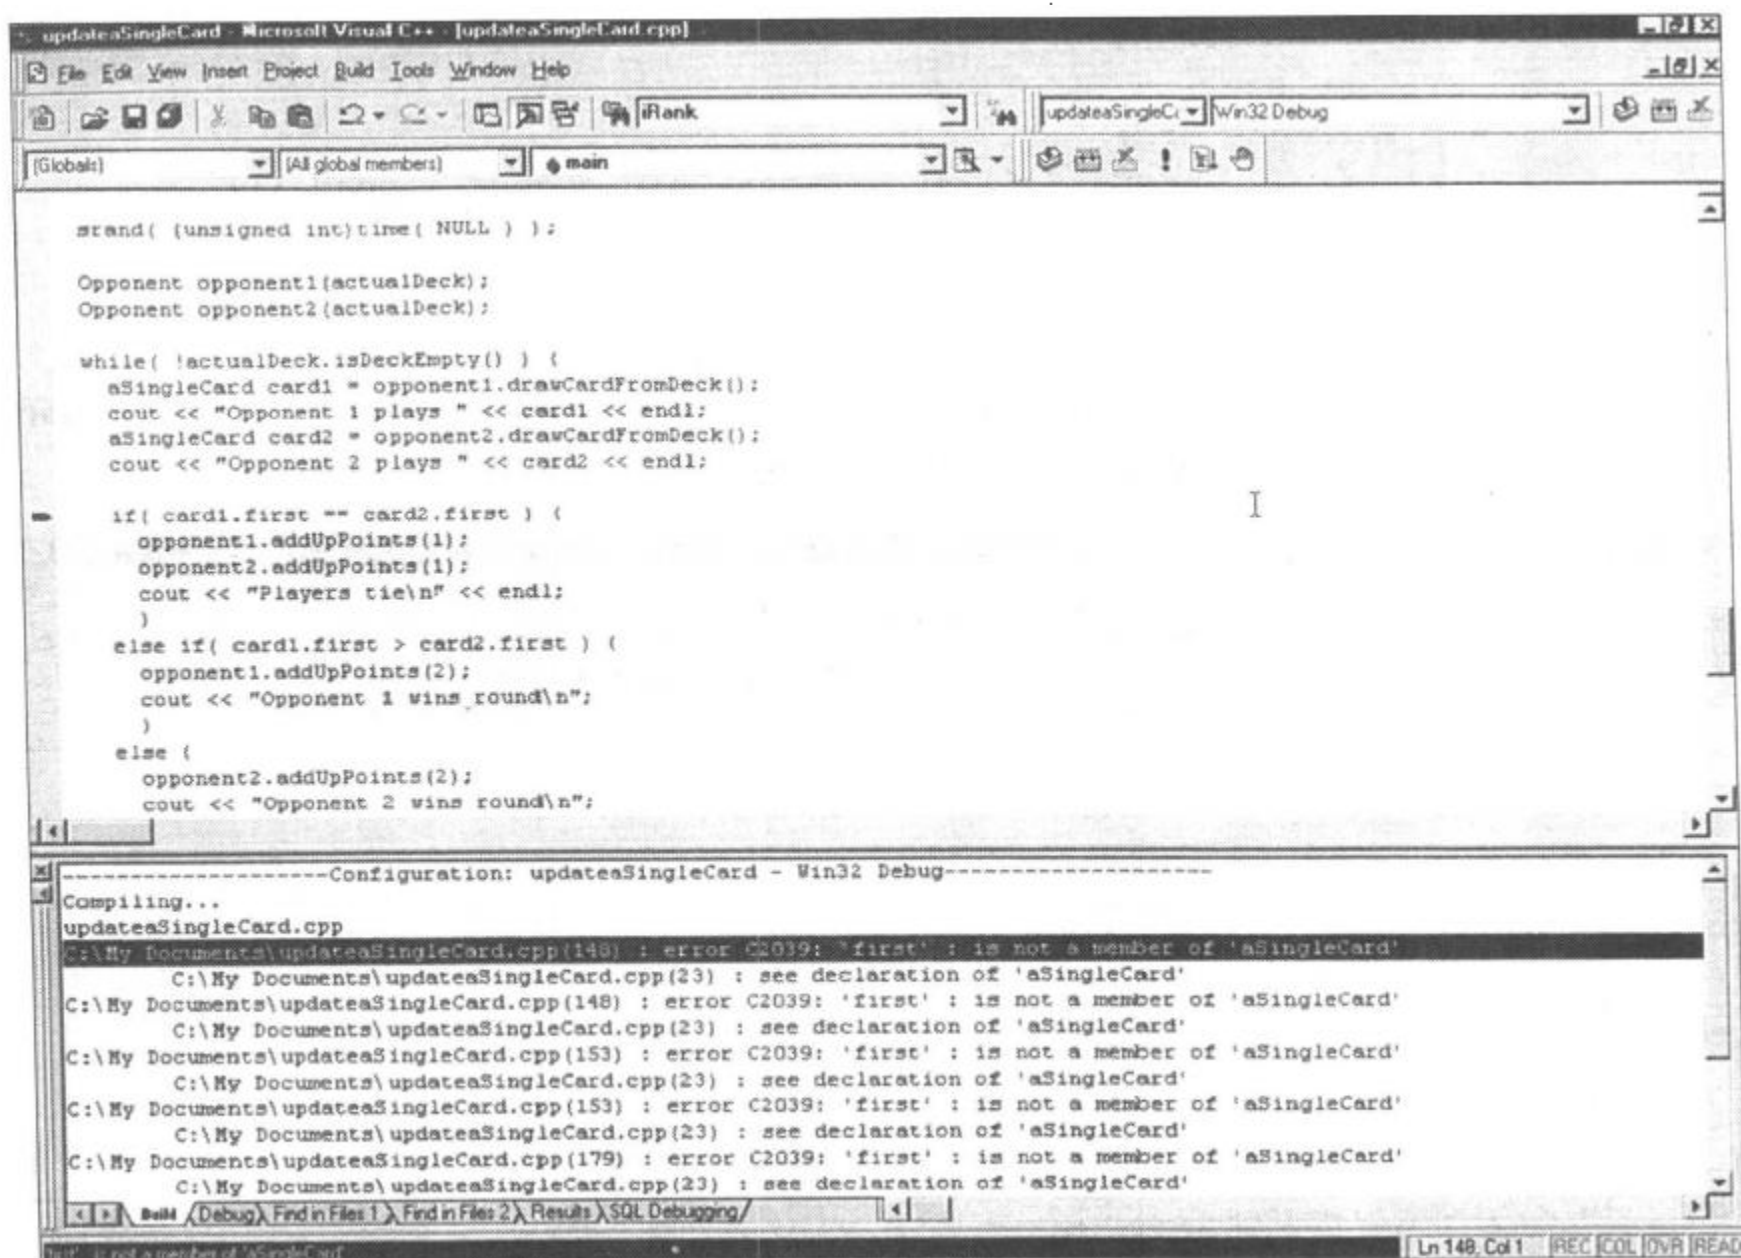 updateaSingleCard - Microsoft Visual C++ - [updateaSingleCard.cpp]
File Edit View Insert Project Build Tools Window Help
iRank
updateaSingleC
Win32 Debug
(Globals)
(All global members)
main
srand( (unsigned int)time( NULL ) );
Opponent opponent1(actualDeck);
Opponent opponent2(actualDeck);
while( !actualDeck.isDeckEmpty() ) {
aSingleCard card1 = opponent1.drawCardFromDeck();
cout << "Opponent 1 plays " << card1 << endl;
aSingleCard card2 = opponent2.drawCardFromDeck();
cout << "Opponent 2 plays " << card2 << endl;
if( card1.first == card2.first ) {
opponent1.addUpPoints(1);
opponent2.addUpPoints(1);
cout << "Players tie\n" << endl;
}
else if( card1.first > card2.first ) {
opponent1.addUpPoints(2);
cout << "Opponent 1 wins round\n";
}
else {
opponent2.addUpPoints(2);
cout << "Opponent 2 wins round\n";
--------------------Configuration: updateaSingleCard - Win32 Debug--------------------
Compiling...
updateaSingleCard.cpp
C:\My Documents\updateaSingleCard.cpp(148) : error C2039: 'first' : is not a member of 'aSingleCard'
C:\My Documents\updateaSingleCard.cpp(23) : see declaration of 'aSingleCard'
C:\My Documents\updateaSingleCard.cpp(148) : error C2039: 'first' : is not a member of 'aSingleCard'
C:\My Documents\updateaSingleCard.cpp(23) : see declaration of 'aSingleCard'
C:\My Documents\updateaSingleCard.cpp(153) : error C2039: 'first' : is not a member of 'aSingleCard'
C:\My Documents\updateaSingleCard.cpp(23) : see declaration of 'aSingleCard'
C:\My Documents\updateaSingleCard.cpp(153) : error C2039: 'first' : is not a member of 'aSingleCard'
C:\My Documents\updateaSingleCard.cpp(23) : see declaration of 'aSingleCard'
C:\My Documents\updateaSingleCard.cpp(179) : error C2039: 'first' : is not a member of 'aSingleCard'
C:\My Documents\updateaSingleCard.cpp(23) : see declaration of 'aSingleCard'
Build Debug Find in Files 1 Find in Files 2 Results SQL Debugging
is not a member of 'aSingleCard'
Ln 148, Col 1 REC COL OVR READ